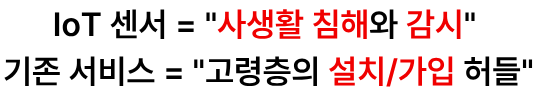 IoT 센서 = "사생활 침해와 감시"
기존 서비스 = "고령층의 설치/가입 허들"